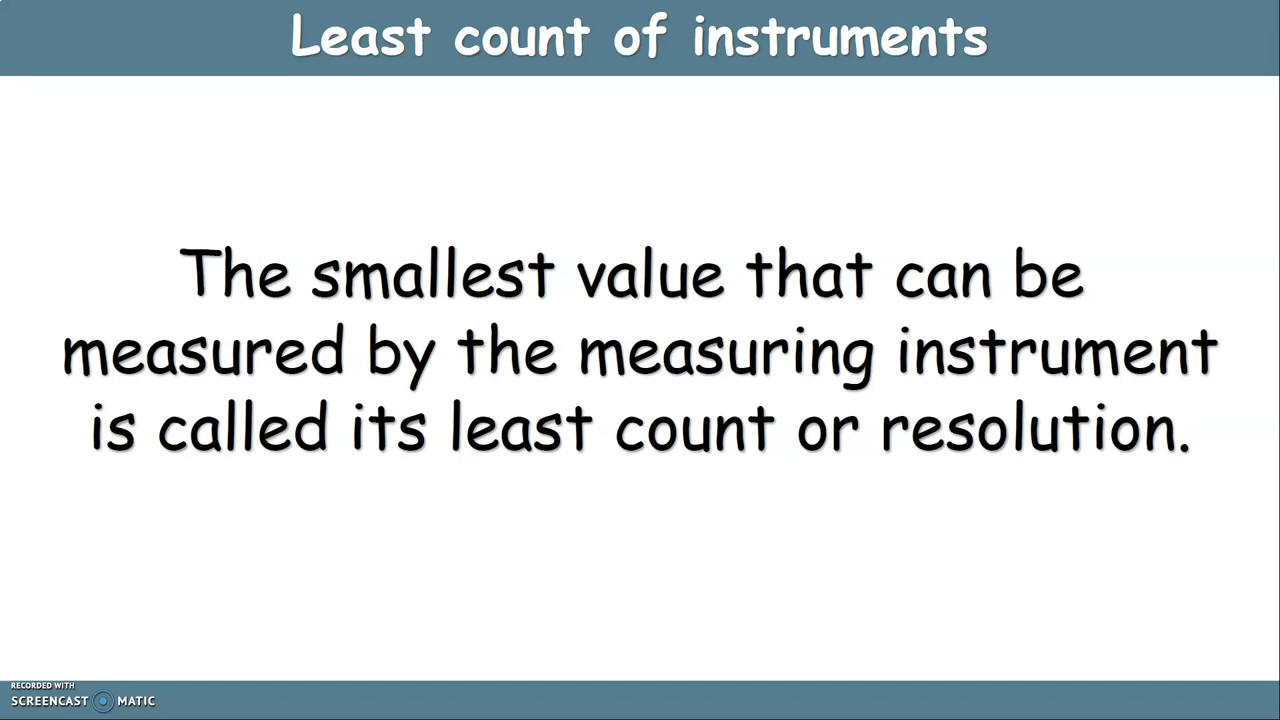 Least count of instruments
The smallest value that can be
measured by the measuring instrument
is called its least count or resolution.
RECORDED WITH
SCREENCAST MATIC